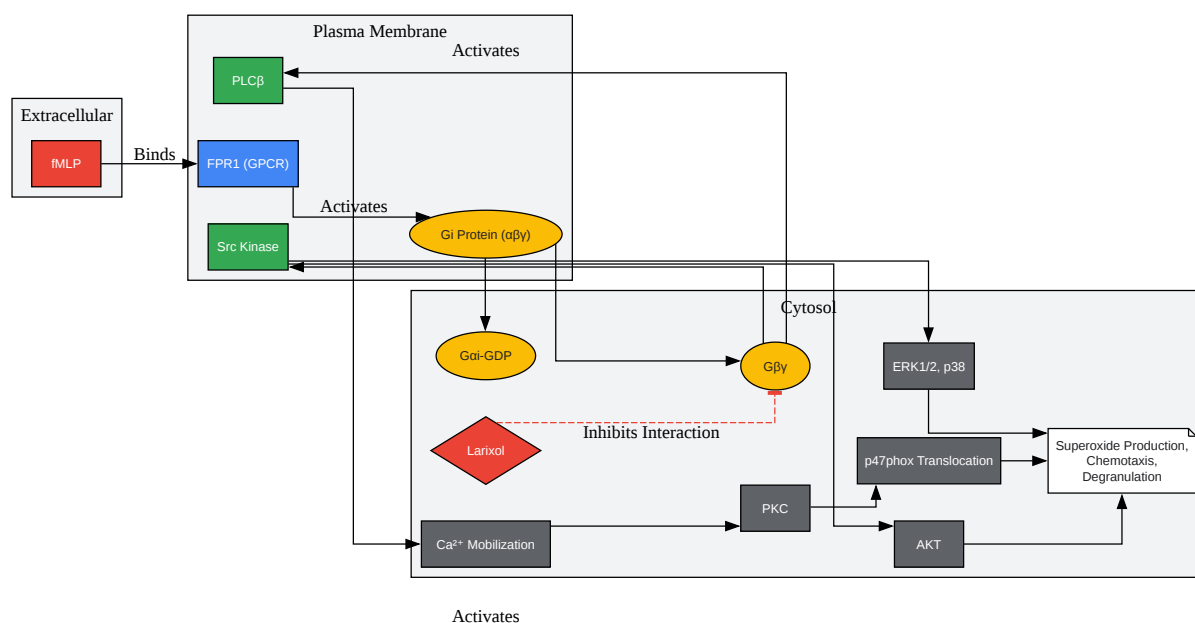 Plasma Membrane
Activates
PLCβ
Extracellular
fMLP
Binds
FPR1 (GPCR)
Activates
Src Kinase
Gi Protein (αβγ)
Cytosol
Gαi-GDP
Gβγ
ERK1/2, p38
Inhibits Interaction
Larixol
p47phox Translocation
Superoxide Production,
Chemotaxis,
Degranulation
PKC
Ca²⁺ Mobilization
AKT
Activates